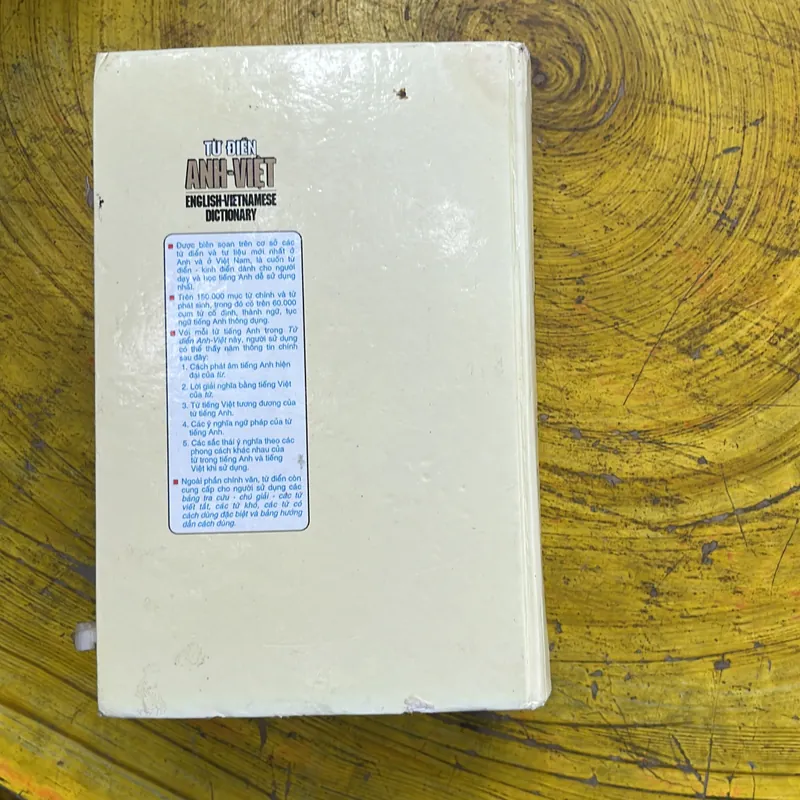 TỪ ĐIỂN
ANH-VIỆT
ENGLISH-VIETNAMESE
DICTIONARY
Được biên soạn trên cơ sở các
từ điển và tư liệu mới nhất ở
Anh và ở Việt Nam, là cuốn từ
điển - kinh điển dành cho người
dạy và học tiếng Anh dễ sử dụng
nhất.
Trên 150.000 mục từ chính và từ
phát sinh, trong đó có trên 60.000
cụm từ cố định, thành ngữ, tục
ngữ tiếng Anh thông dụng.
Với mỗi từ tiếng Anh trong Từ
điển Anh-Việt này, người sử dụng
có thể thấy năm thông tin chính
sau đây:
1. Cách phát âm tiếng Anh hiện
đại của từ.
2. Lời giải nghĩa bằng tiếng Việt
của từ.
3. Từ tiếng Việt tương đương của
từ tiếng Anh.
4. Các ý nghĩa ngữ pháp của từ
tiếng Anh.
5. Các sắc thái ý nghĩa theo các
phong cách khác nhau của
từ trong tiếng Anh và tiếng
Việt khi sử dụng.
Ngoài phần chính văn, từ điển còn
cung cấp cho người sử dụng các
bảng tra cứu - chú giải - các từ
viết tắt, các từ khó, các từ có
cách dùng đặc biệt và bảng hướng
dẫn cách dùng.